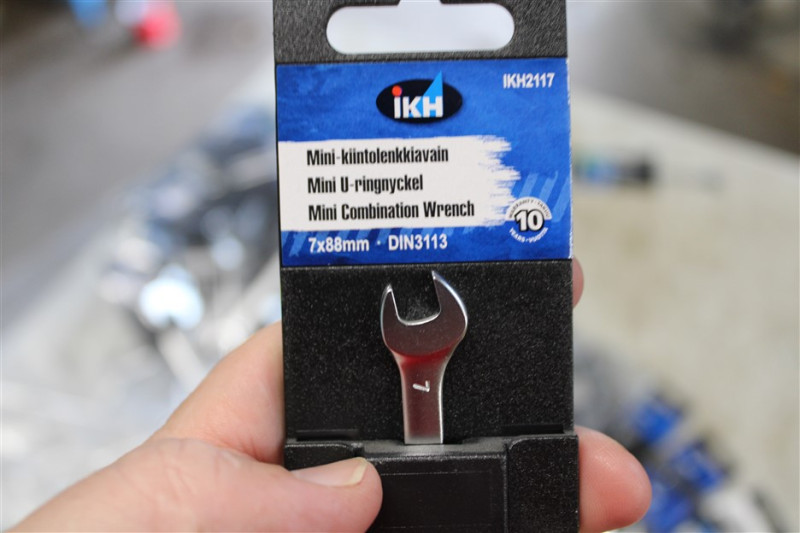 IKH2117
IKH
Mini-kiintolenkkiavain
Mini U-ringnyckel
Mini Combination Wrench
7x88mm · DIN3113
10
7